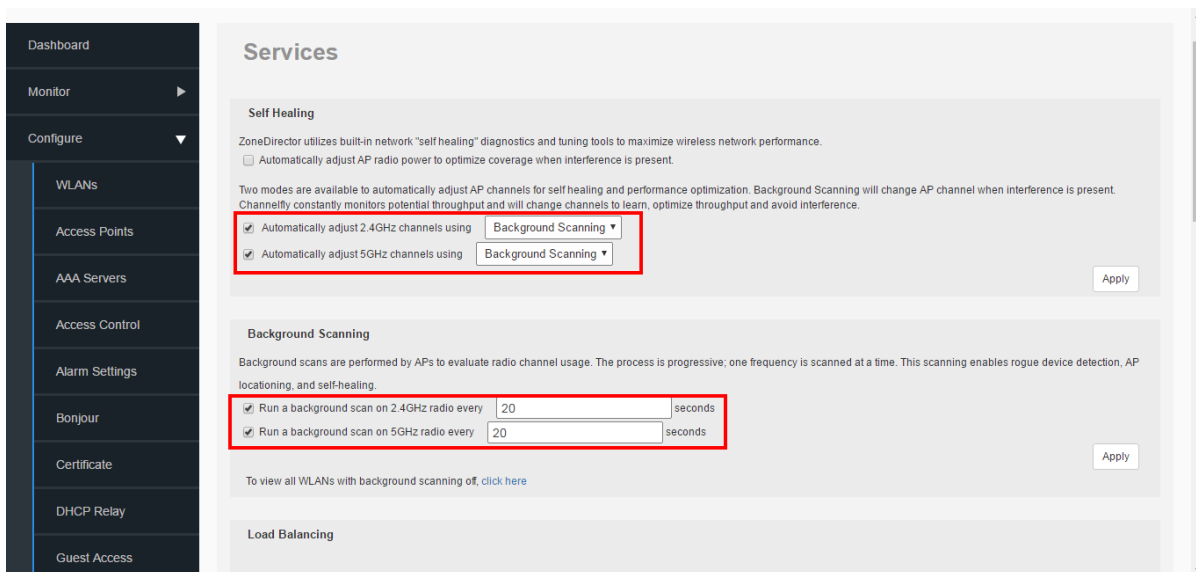 Dashboard
Monitor
Configure
WLANs
Access Points
AAA Servers
Access Control
Alarm Settings
Bonjour
Certificate
DHCP Relay
Guest Access
Services
Self Healing
ZoneDirector utilizes built-in network "self healing" diagnostics and tuning tools to maximize wireless network performance.
Automatically adjust AP radio power to optimize coverage when interference is present.
Two modes are available to automatically adjust AP channels for self healing and performance optimization. Background Scanning will change AP channel when interference is present.
Channelfly constantly monitors potential throughput and will change channels to learn, optimize throughput and avoid interference.
Automatically adjust 2.4GHz channels using Background Scanning
Automatically adjust 5GHz channels using Background Scanning
Apply
Background Scanning
Background scans are performed by APs to evaluate radio channel usage. The process is progressive; one frequency is scanned at a time. This scanning enables rogue device detection, AP
locationing, and self-healing.
Run a background scan on 2.4GHz radio every 20 seconds
Run a background scan on 5GHz radio every 20 seconds
Apply
To view all WLANs with background scanning off, click here
Load Balancing